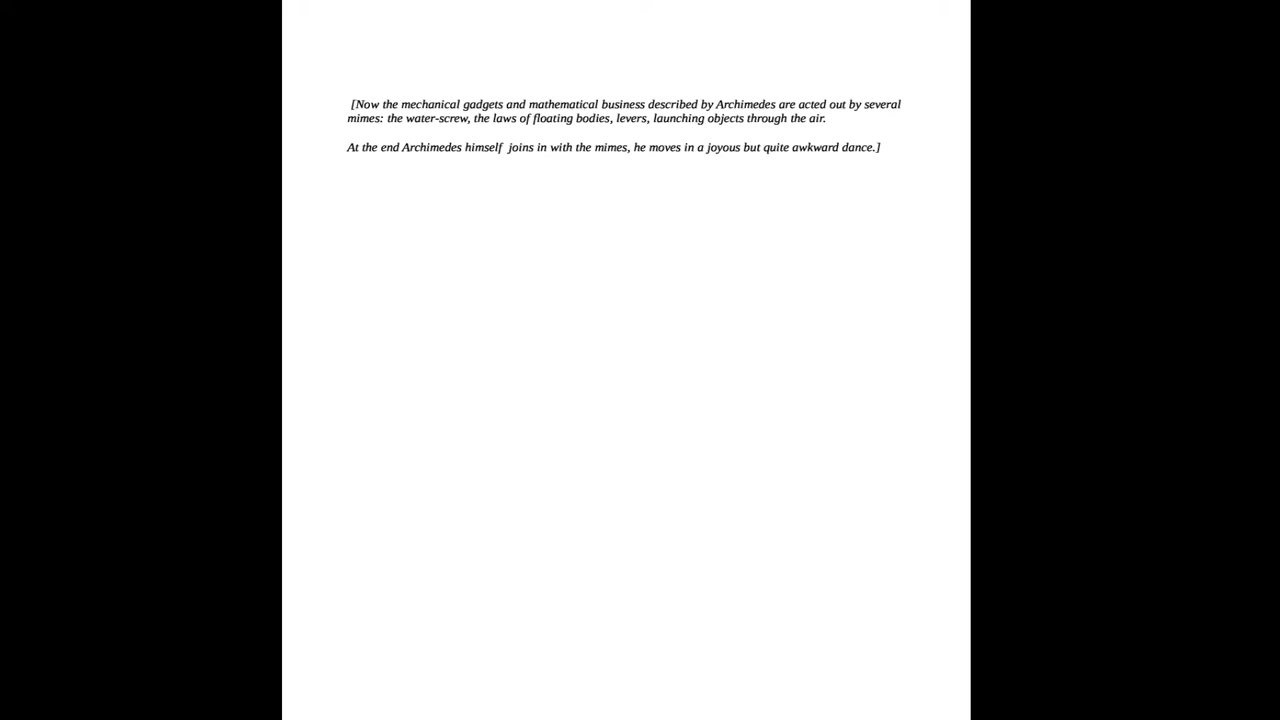 [Now the mechanical gadgets and mathematical business described by Archimedes are acted out by several
mimes: the water-screw, the laws of floating bodies, levers, launching objects through the air.
At the end Archimedes himself  joins in with the mimes, he moves in a joyous but quite awkward dance.]